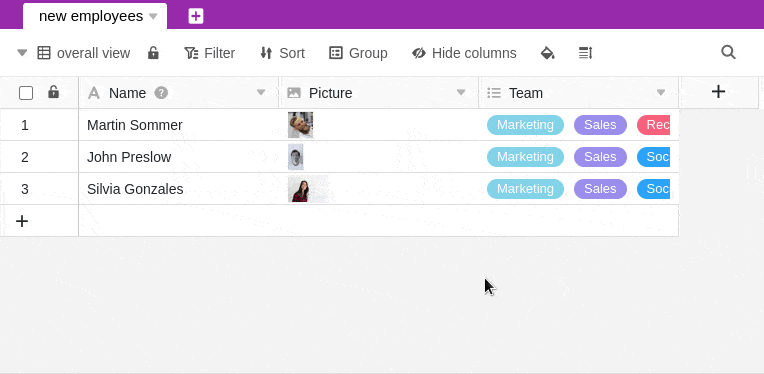 new employees
overall view Filter Sort Group Hide columns
Name ? Picture Team
1 Martin Sommer Marketing Sales Rec
2 John Preslow Marketing Sales Soc
3 Silvia Gonzales Marketing Sales Soc